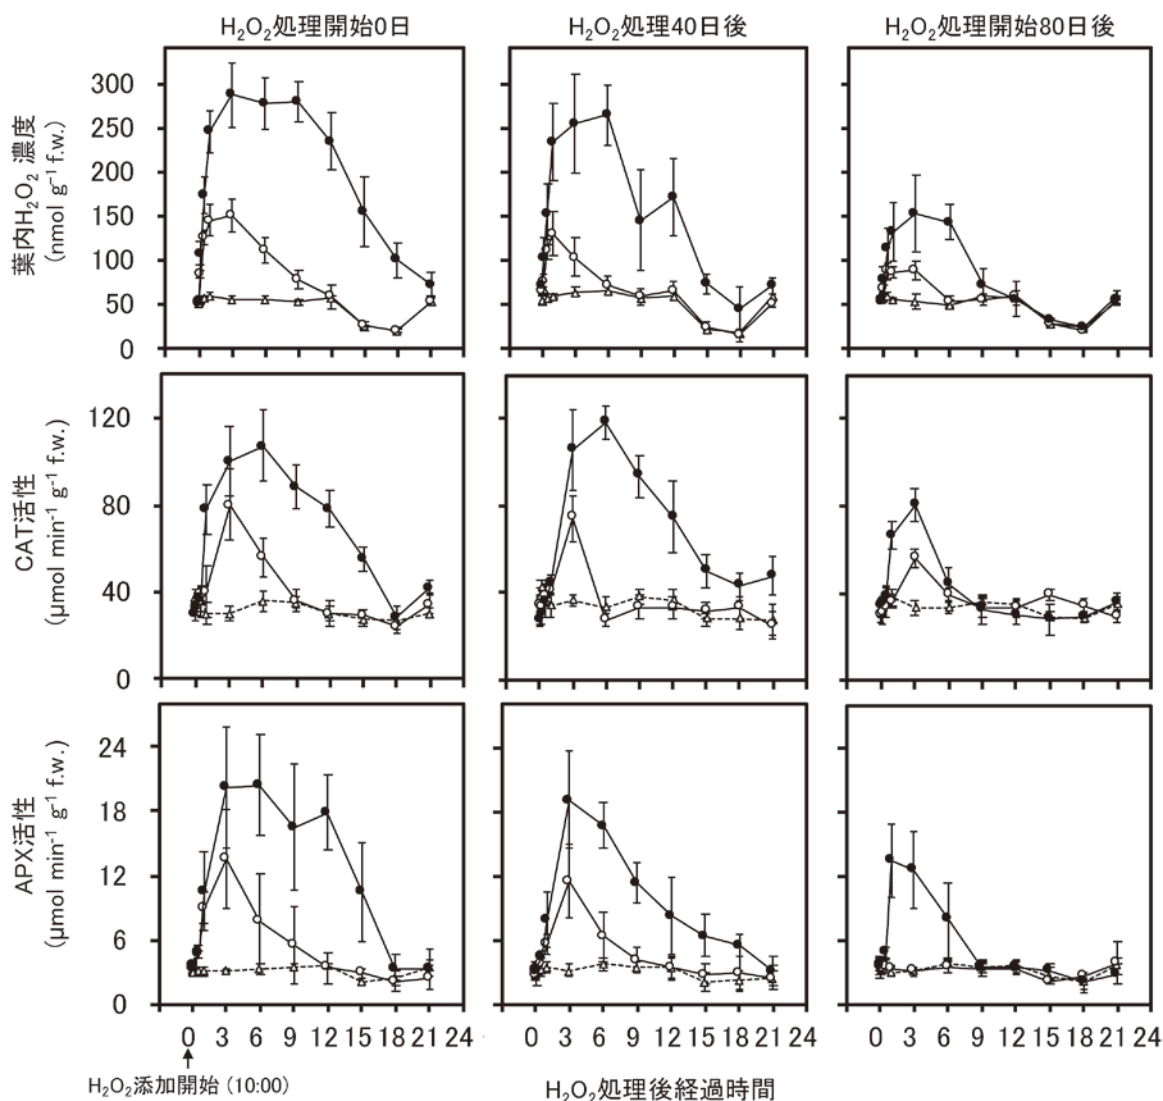 H₂O₂処理開始0日
H₂O₂処理40日後
H₂O₂処理開始80日後
葉内H₂O₂ 濃度
(nmol g⁻¹ f.w.)
300
250
200
150
100
50
0
CAT活性
(μmol min⁻¹ g⁻¹ f.w.)
120
80
40
0
APX活性
(μmol min⁻¹ g⁻¹ f.w.)
24
18
12
6
0
0 3 6 9 12 15 18 21 24
0 3 6 9 12 15 18 21 24
0 3 6 9 12 15 18 21 24
H₂O₂添加開始 (10:00)
H₂O₂処理後経過時間